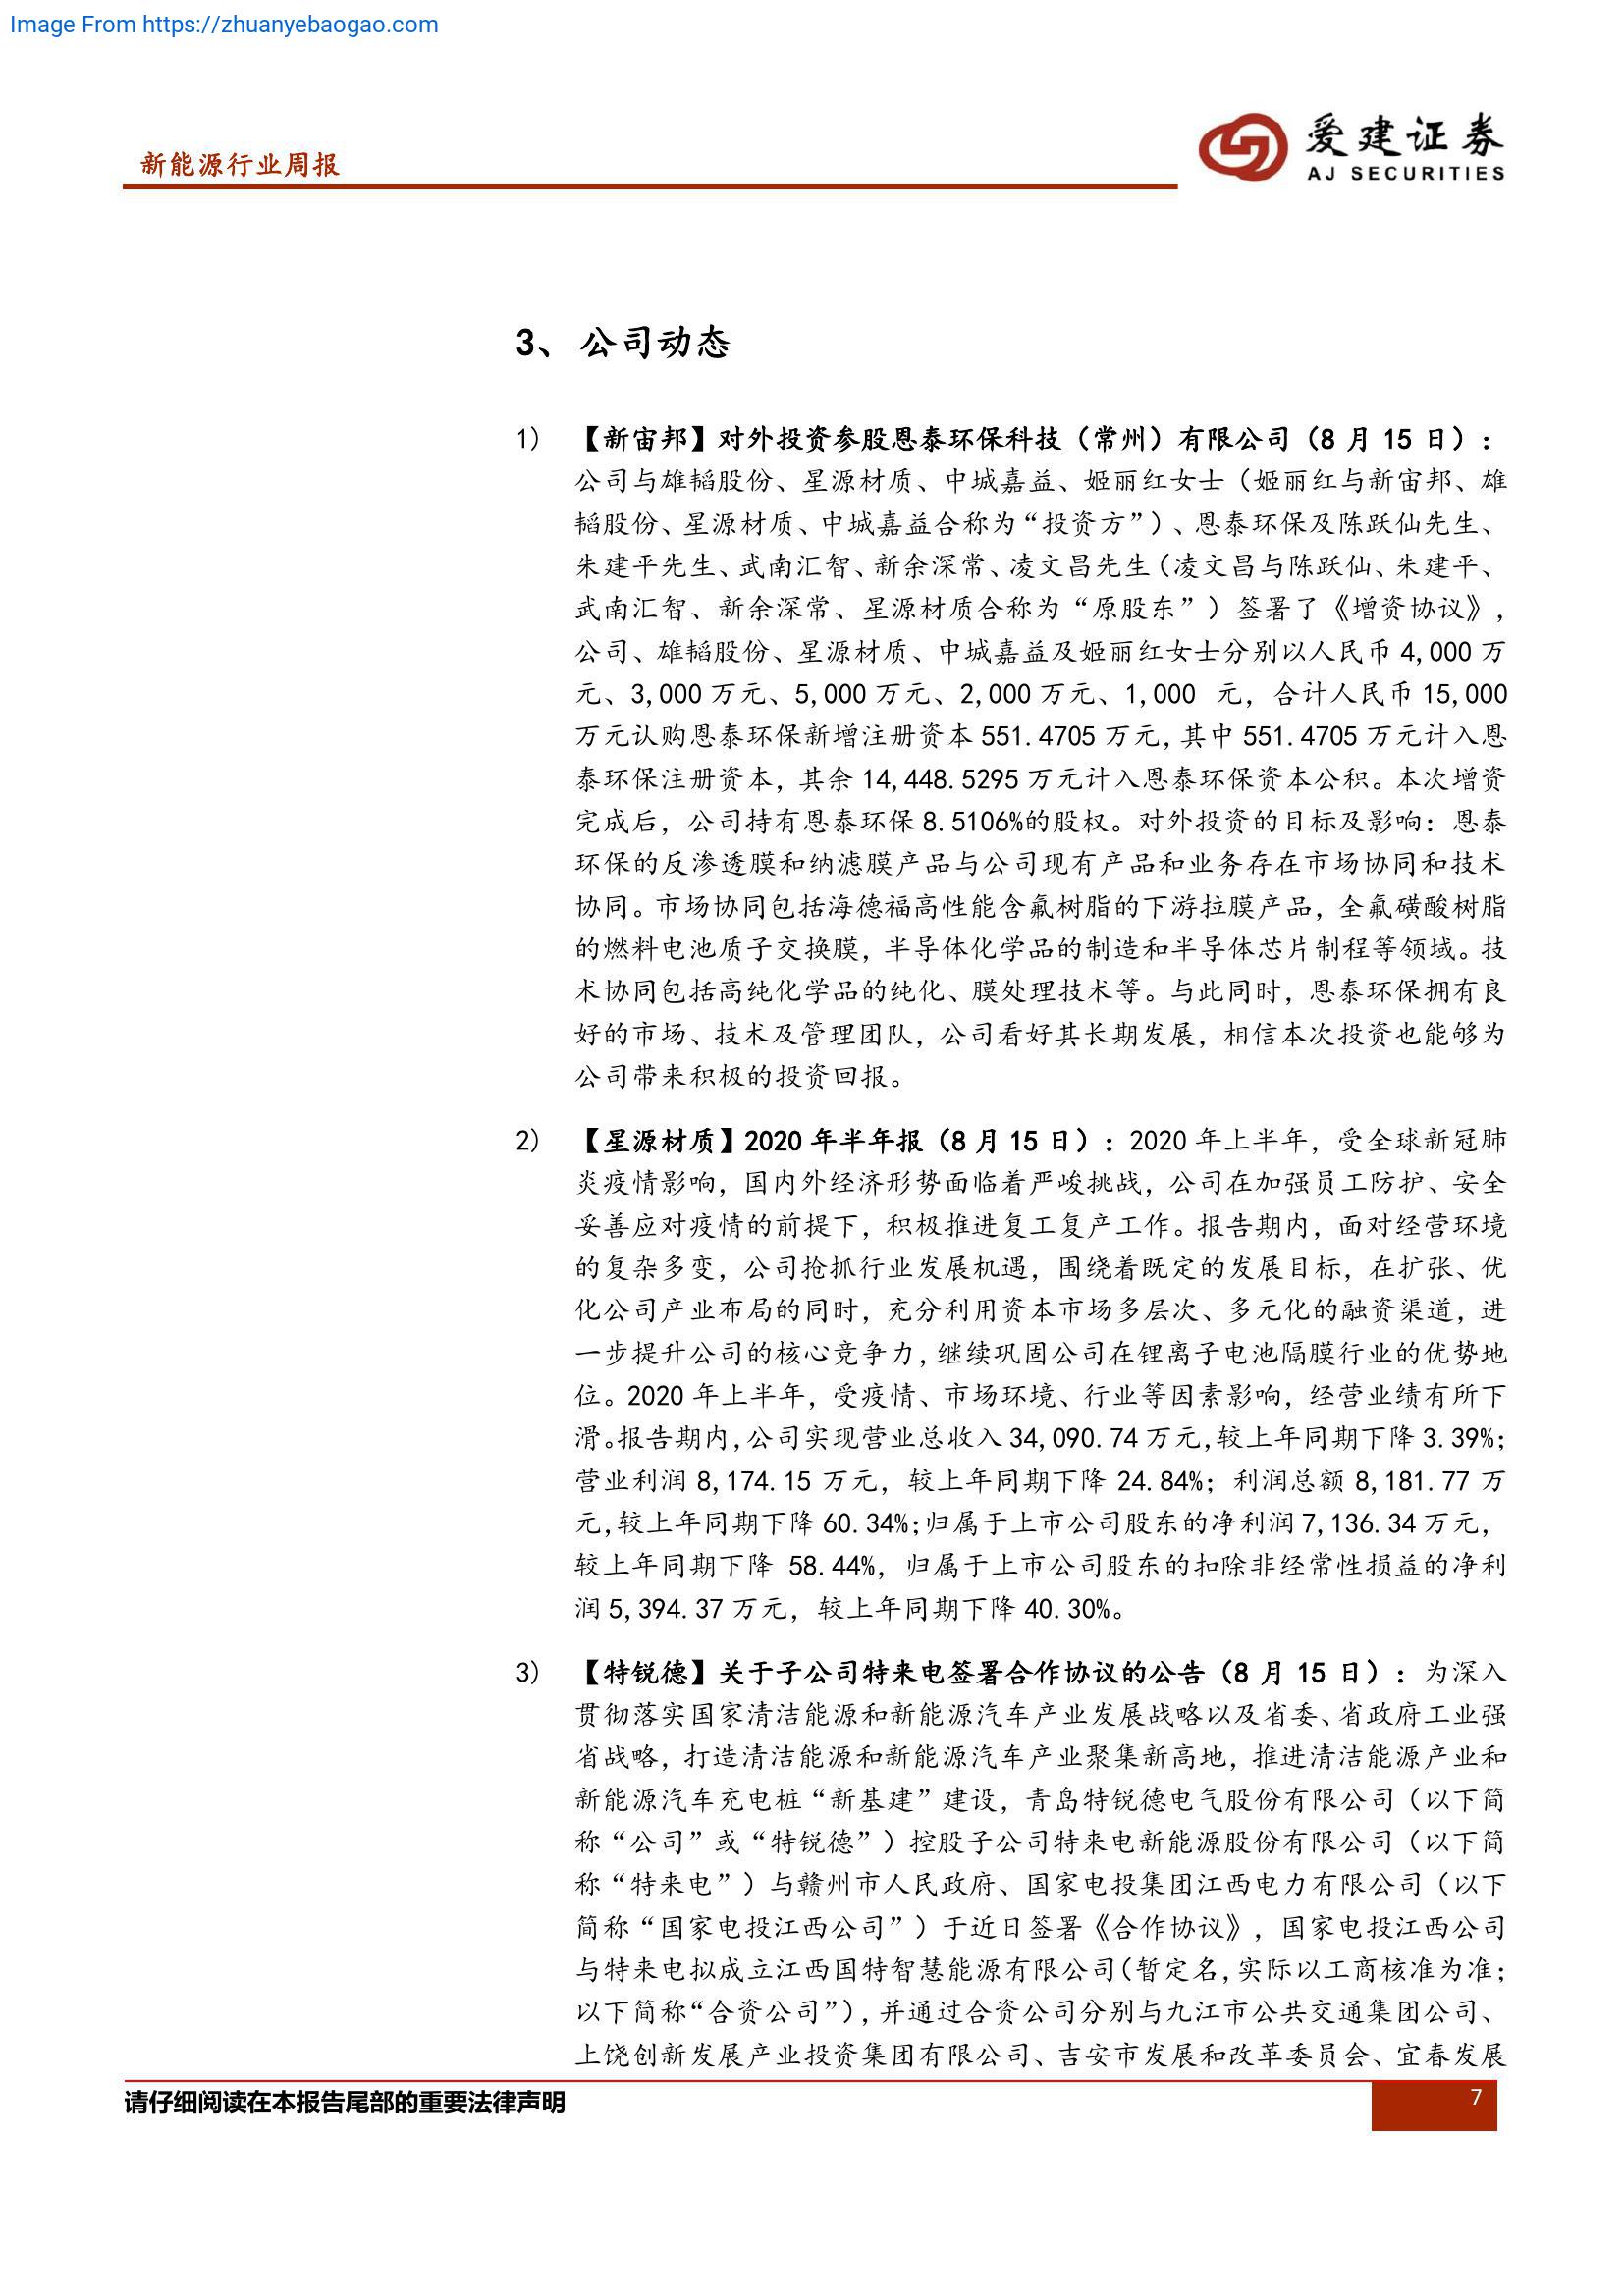 Image From https://zhuanyebaogao.com
新能源行业周报
爱建证券
AJ SECURITIES
3、 公司动态
1) 【新宙邦】对外投资参股恩泰环保科技（常州）有限公司（8 月 15 日）：
公司与雄韬股份、星源材质、中城嘉益、姬丽红女士（姬丽红与新宙邦、雄
韬股份、星源材质、中城嘉益合称为“投资方”）、恩泰环保及陈跃仙先生、
朱建平先生、武南汇智、新余深常、凌文昌先生（凌文昌与陈跃仙、朱建平、
武南汇智、新余深常、星源材质合称为“原股东”）签署了《增资协议》，
公司、雄韬股份、星源材质、中城嘉益及姬丽红女士分别以人民币 4,000 万
元、3,000 万元、5,000 万元、2,000 万元、1,000 元，合计人民币 15,000
万元认购恩泰环保新增注册资本 551.4705 万元，其中 551.4705 万元计入恩
泰环保注册资本，其余 14,448.5295 万元计入恩泰环保资本公积。本次增资
完成后，公司持有恩泰环保 8.5106%的股权。对外投资的目标及影响：恩泰
环保的反渗透膜和纳滤膜产品与公司现有产品和业务存在市场协同和技术
协同。市场协同包括海德福高性能含氟树脂的下游拉膜产品，全氟磺酸树脂
的燃料电池质子交换膜，半导体化学品的制造和半导体芯片制程等领域。技
术协同包括高纯化学品的纯化、膜处理技术等。与此同时，恩泰环保拥有良
好的市场、技术及管理团队，公司看好其长期发展，相信本次投资也能够为
公司带来积极的投资回报。
2) 【星源材质】2020 年半年报（8 月 15 日）：2020 年上半年，受全球新冠肺
炎疫情影响，国内外经济形势面临着严峻挑战，公司在加强员工防护、安全
妥善应对疫情的前提下，积极推进复工复产工作。报告期内，面对经营环境
的复杂多变，公司抢抓行业发展机遇，围绕着既定的发展目标，在扩张、优
化公司产业布局的同时，充分利用资本市场多层次、多元化的融资渠道，进
一步提升公司的核心竞争力，继续巩固公司在锂离子电池隔膜行业的优势地
位。2020 年上半年，受疫情、市场环境、行业等因素影响，经营业绩有所下
滑。报告期内，公司实现营业总收入 34,090.74 万元，较上年同期下降 3.39%；
营业利润 8,174.15 万元，较上年同期下降 24.84%；利润总额 8,181.77 万
元，较上年同期下降 60.34%；归属于上市公司股东的净利润 7,136.34 万元，
较上年同期下降 58.44%，归属于上市公司股东的扣除非经常性损益的净利
润 5,394.37 万元，较上年同期下降 40.30%。
3) 【特锐德】关于子公司特来电签署合作协议的公告（8 月 15 日）：为深入
贯彻落实国家清洁能源和新能源汽车产业发展战略以及省委、省政府工业强
省战略，打造清洁能源和新能源汽车产业聚集新高地，推进清洁能源产业和
新能源汽车充电桩“新基建”建设，青岛特锐德电气股份有限公司（以下简
称“公司”或“特锐德”）控股子公司特来电新能源股份有限公司（以下简
称“特来电”）与赣州市人民政府、国家电投集团江西电力有限公司（以下
简称“国家电投江西公司”）于近日签署《合作协议》，国家电投江西公司
与特来电拟成立江西国特智慧能源有限公司（暂定名，实际以工商核准为准；
以下简称“合资公司”），并通过合资公司分别与九江市公共交通集团公司、
上饶创新发展产业投资集团有限公司、吉安市发展和改革委员会、宜春发展
请仔细阅读在本报告尾部的重要法律声明
7